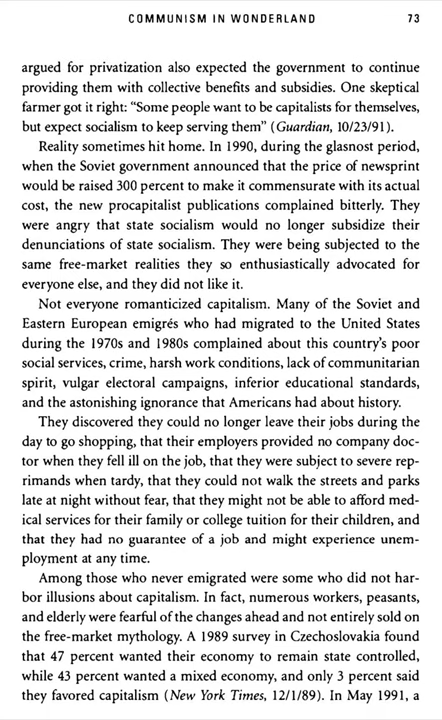 COMMUNISM IN WONDERLAND 73
argued for privatization also expected the government to continue
providing them with collective benefits and subsidies. One skeptical
farmer got it right: “Some people want to be capitalists for themselves,
but expect socialism to keep serving them” (Guardian, 10/23/91).
Reality sometimes hit home. In 1990, during the glasnost period,
when the Soviet government announced that the price of newsprint
would be raised 300 percent to make it commensurate with its actual
cost, the new procapitalist publications complained bitterly. They
were angry that state socialism would no longer subsidize their
denunciations of state socialism. They were being subjected to the
same free-market realities they so enthusiastically advocated for
everyone else, and they did not like it.
Not everyone romanticized capitalism. Many of the Soviet and
Eastern European emigrés who had migrated to the United States
during the 1970s and 1980s complained about this country's poor
social services, crime, harsh work conditions, lack of communitarian
spirit, vulgar electoral campaigns, inferior educational standards,
and the astonishing ignorance that Americans had about history.
They discovered they could no longer leave their jobs during the
day to go shopping, that their employers provided no company doc-
tor when they fell ill on the job, that they were subject to severe rep-
rimands when tardy, that they could not walk the streets and parks
late at night without fear, that they might not be able to afford med-
ical services for their family or college tuition for their children, and
that they had no guarantee of a job and might experience unem-
ployment at any time.
Among those who never emigrated were some who did not har-
bor illusions about capitalism. In fact, numerous workers, peasants,
and elderly were fearful of the changes ahead and not entirely sold on
the free-market mythology. A 1989 survey in Czechoslovakia found
that 47 percent wanted their economy to remain state controlled,
while 43 percent wanted a mixed economy, and only 3 percent said
they favored capitalism (New York Times, 12/1/89). In May 1991, a